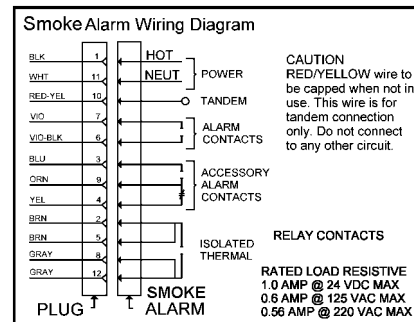 Smoke Alarm Wiring Diagram
BLK 1 HOT
WHT 11 NEUT
POWER
RED-YEL 10 TANDEM
VIO 7
VIO-BLK 6
ALARM
CONTACTS
BLU 3
ORN 9
YEL 4
ACCESSORY
ALARM
CONTACTS
BRN 2
BRN 5
GRAY 8
GRAY 12
ISOLATED
THERMAL
PLUG
SMOKE
ALARM
CAUTION
RED/YELLOW wire to
be capped when not in
use. This wire is for
tandem connection
only. Do not connect
to any other circuit.
RELAY CONTACTS
RATED LOAD RESISTIVE
1.0 AMP @ 24 VDC MAX
0.6 AMP @ 125 VAC MAX
0.56 AMP @ 220 VAC MAX